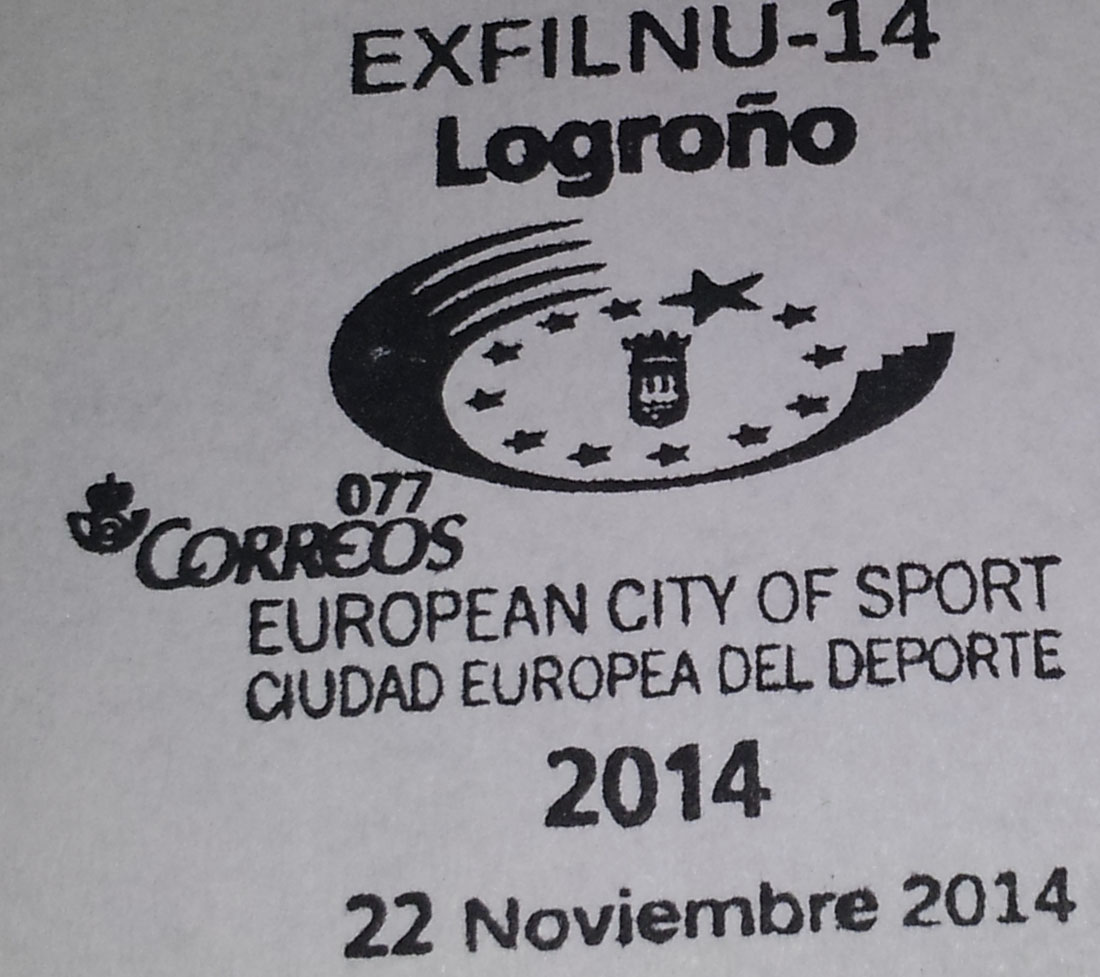 EXFILNU-14
Logroño
077
CORREOS
EUROPEAN CITY OF SPORT
CIUDAD EUROPEA DEL DEPORTE
2014
22 Noviembre 2014